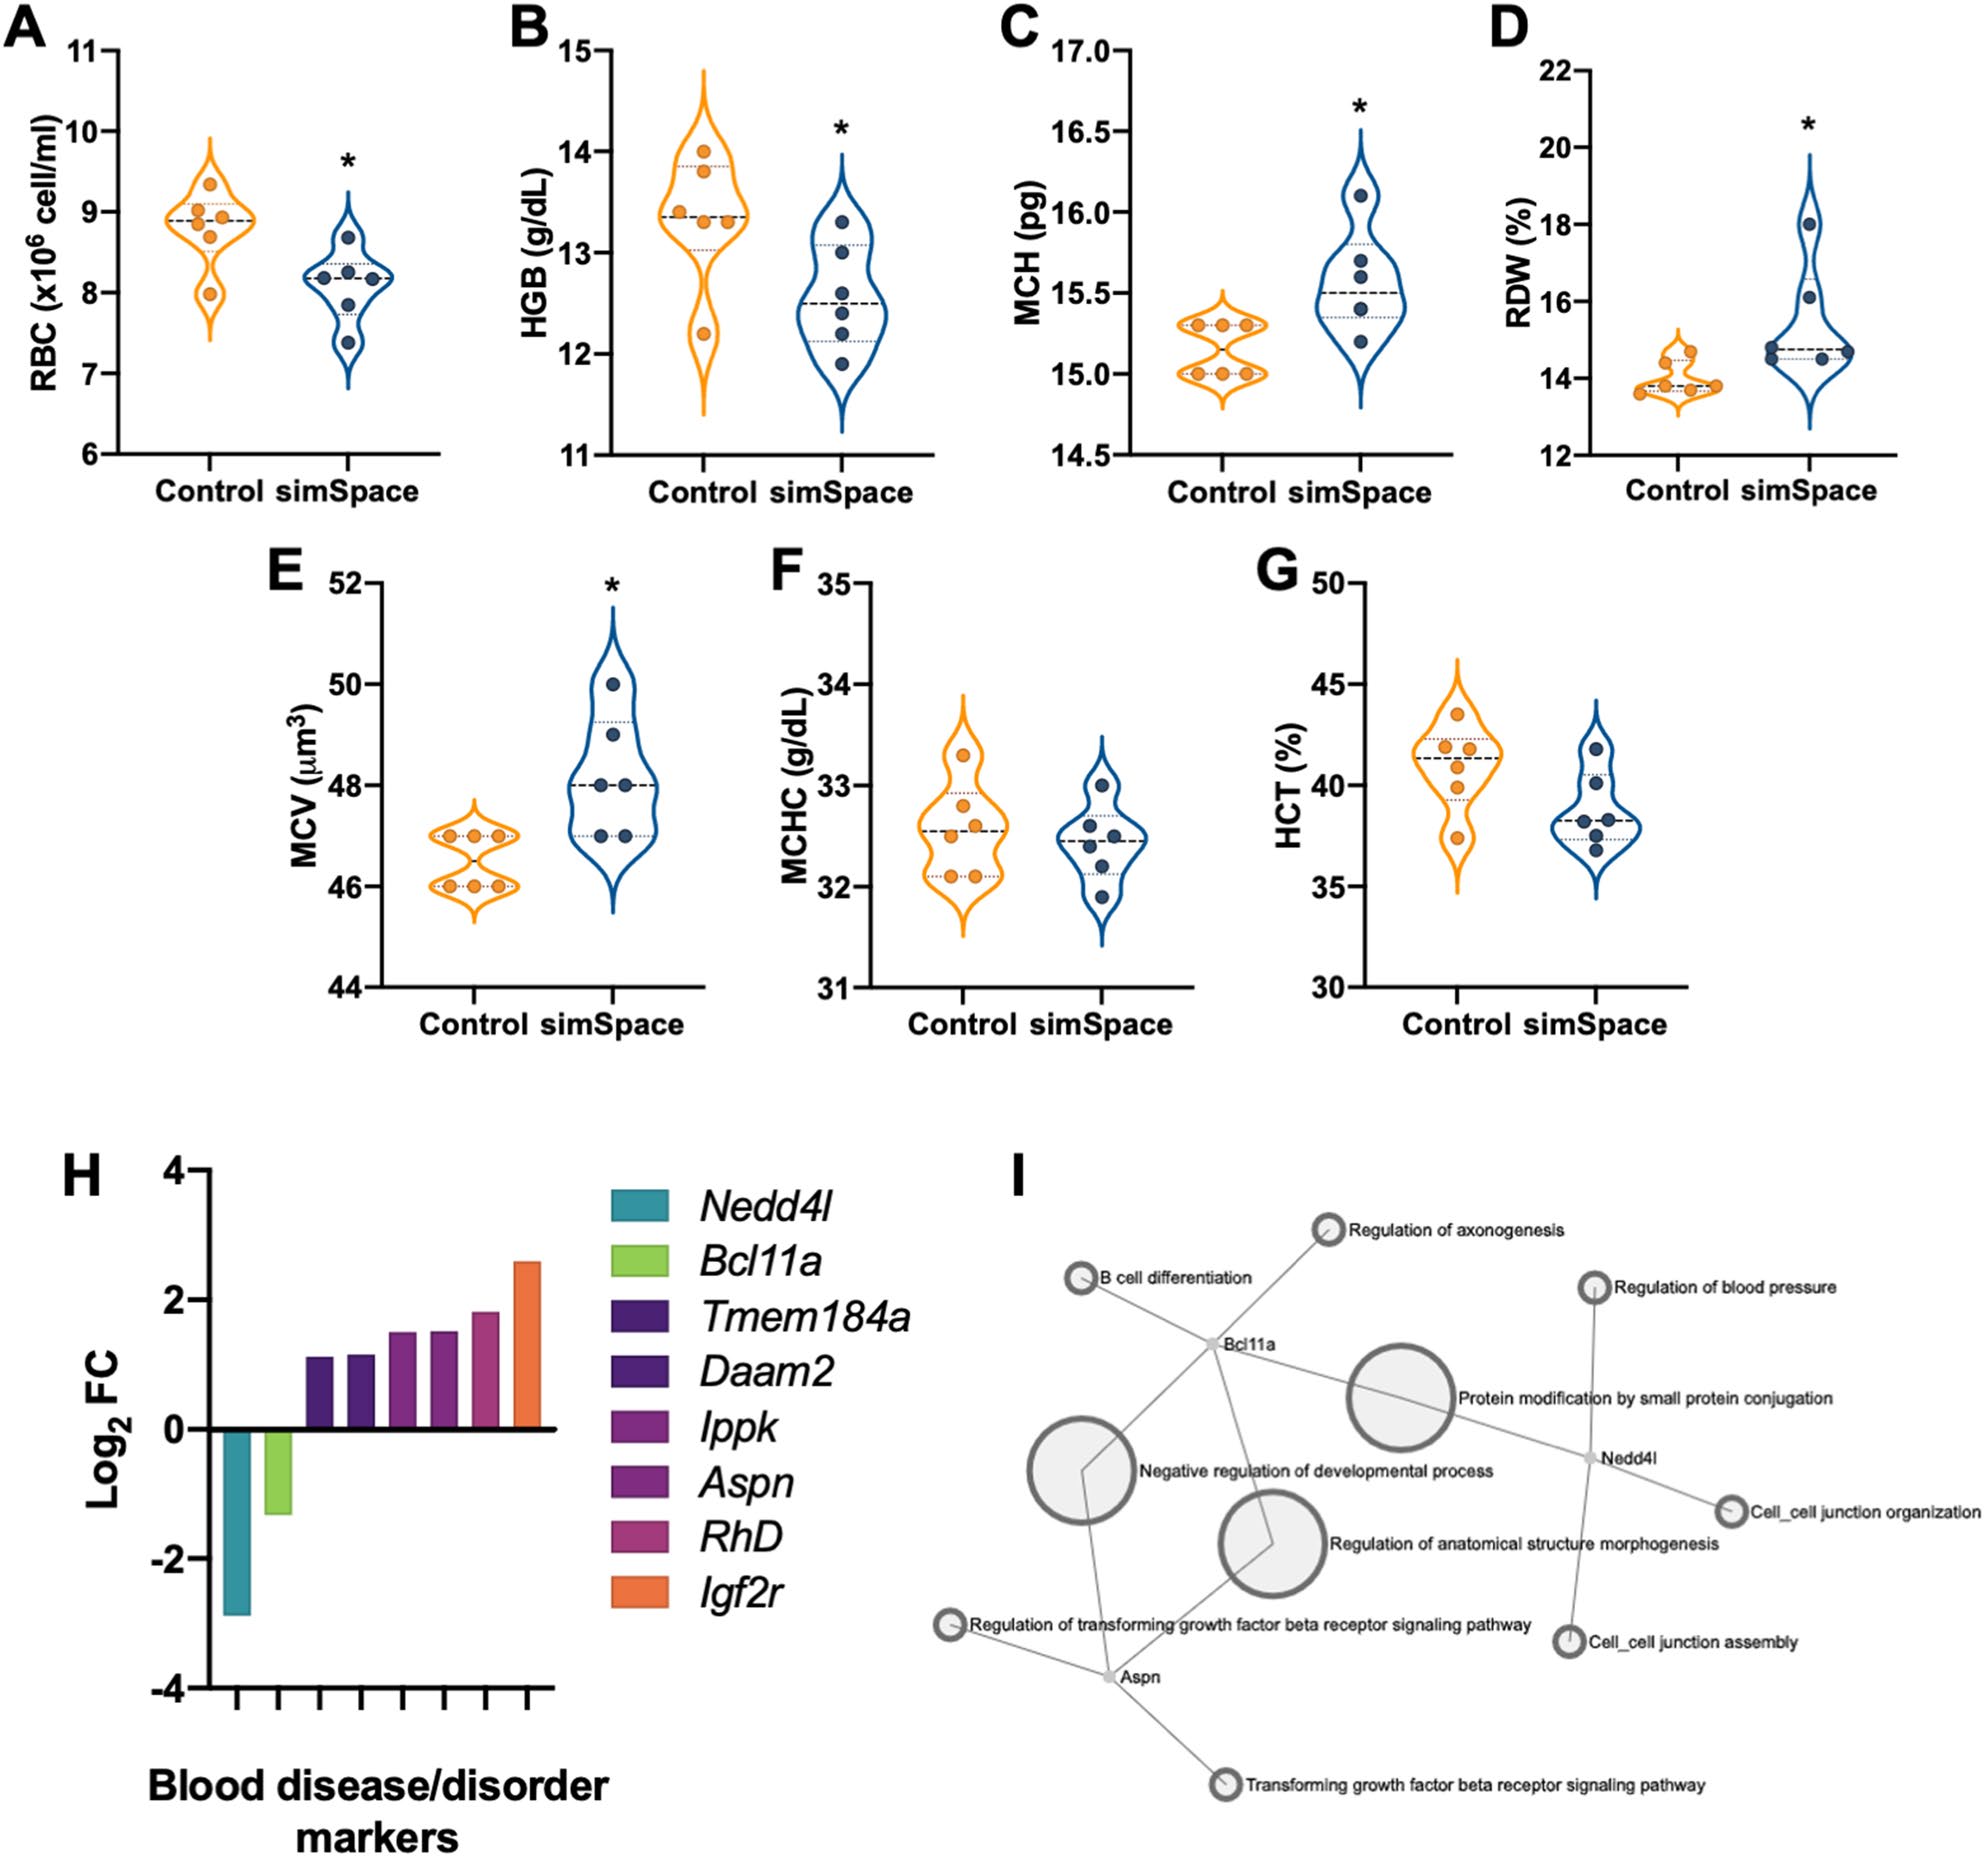 A
11
10
9
8
7
6
RBC (x10⁶ cell/ml)
*
Control simSpace
B
15
14
13
12
11
HGB (g/dL)
*
Control simSpace
C
17.0
16.5
16.0
15.5
15.0
14.5
MCH (pg)
*
Control simSpace
D
22
20
18
16
14
12
RDW (%)
*
Control simSpace
E
52
50
48
46
44
MCV (μm³)
*
Control simSpace
F
35
34
33
32
31
MCHC (g/dL)
Control simSpace
G
50
45
40
35
30
HCT (%)
Control simSpace
H
4
2
0
-2
-4
Log₂ FC
Blood disease/disorder
markers
Nedd4l
Bcl11a
Tmem184a
Daam2
Ippk
Aspn
RhD
Igf2r
I
Regulation of axonogenesis
B cell differentiation
Regulation of blood pressure
Bcl11a
Protein modification by small protein conjugation
Nedd4l
Negative regulation of developmental process
Cell_cell junction organization
Regulation of anatomical structure morphogenesis
Regulation of transforming growth factor beta receptor signaling pathway
Cell_cell junction assembly
Aspn
Transforming growth factor beta receptor signaling pathway